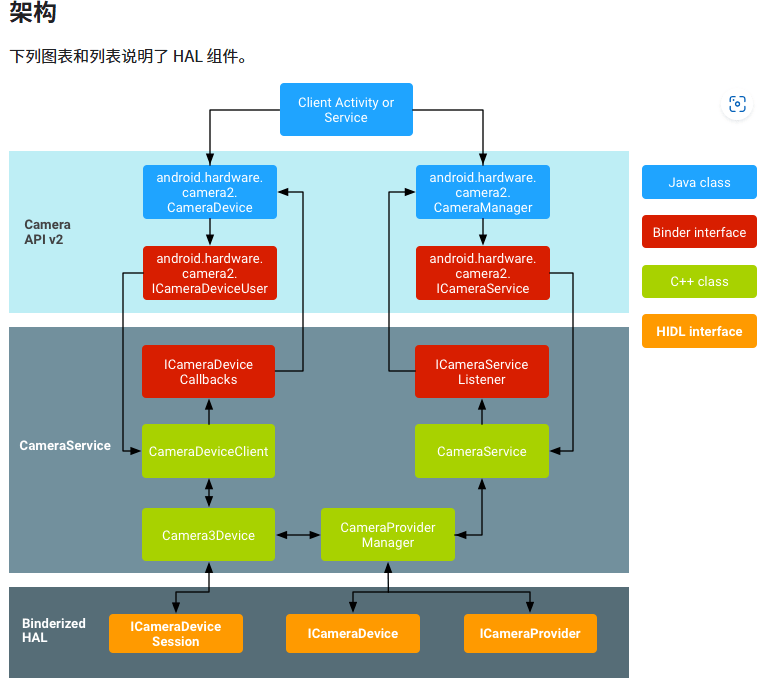 架构
下列图表和列表说明了 HAL 组件。
Client Activity or
Service
android.hardware.
camera2.
CameraDevice
android.hardware.
camera2.
CameraManager
Java class
Camera
API v2
Binder interface
android.hardware.
camera2.
ICameraDeviceUser
android.hardware.
camera2.
ICameraService
C++ class
HIDL interface
ICameraDevice
Callbacks
ICameraService
Listener
CameraService
CameraDeviceClient
CameraService
Camera3Device
CameraProvider
Manager
Binderized
HAL
ICameraDevice
Session
ICameraDevice
ICameraProvider